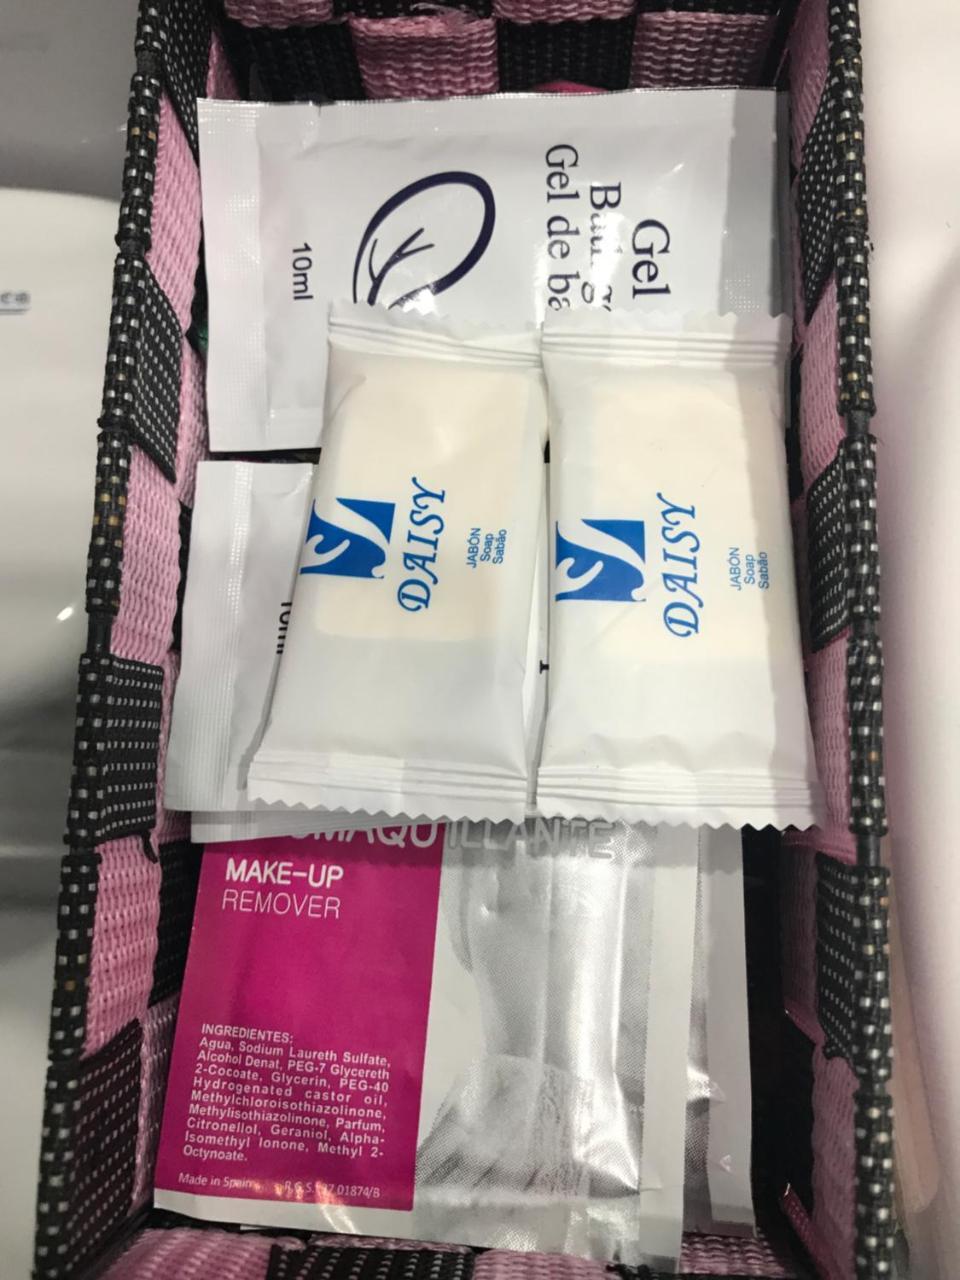 Gel
Gel de ba
10ml
DAISY
JABÓN
Soap
Sabão
DAISY
JABÓN
Soap
Sabão
MAKE-UP
REMOVER
INGREDIENTES:
Agua, Sodium Laureth Sulfate,
Alcohol Denat, PEG-7 Glycereth
2-Cocoate, Glycerin, PEG-40
Hydrogenated castor oil,
Methylchloroisothiazolinone,
Methylisothiazolinone, Parfum,
Citronellol, Geraniol, Alpha-
Isomethyl Ionone, Methyl 2-
Octynoate.
Made in Spain
01874/B